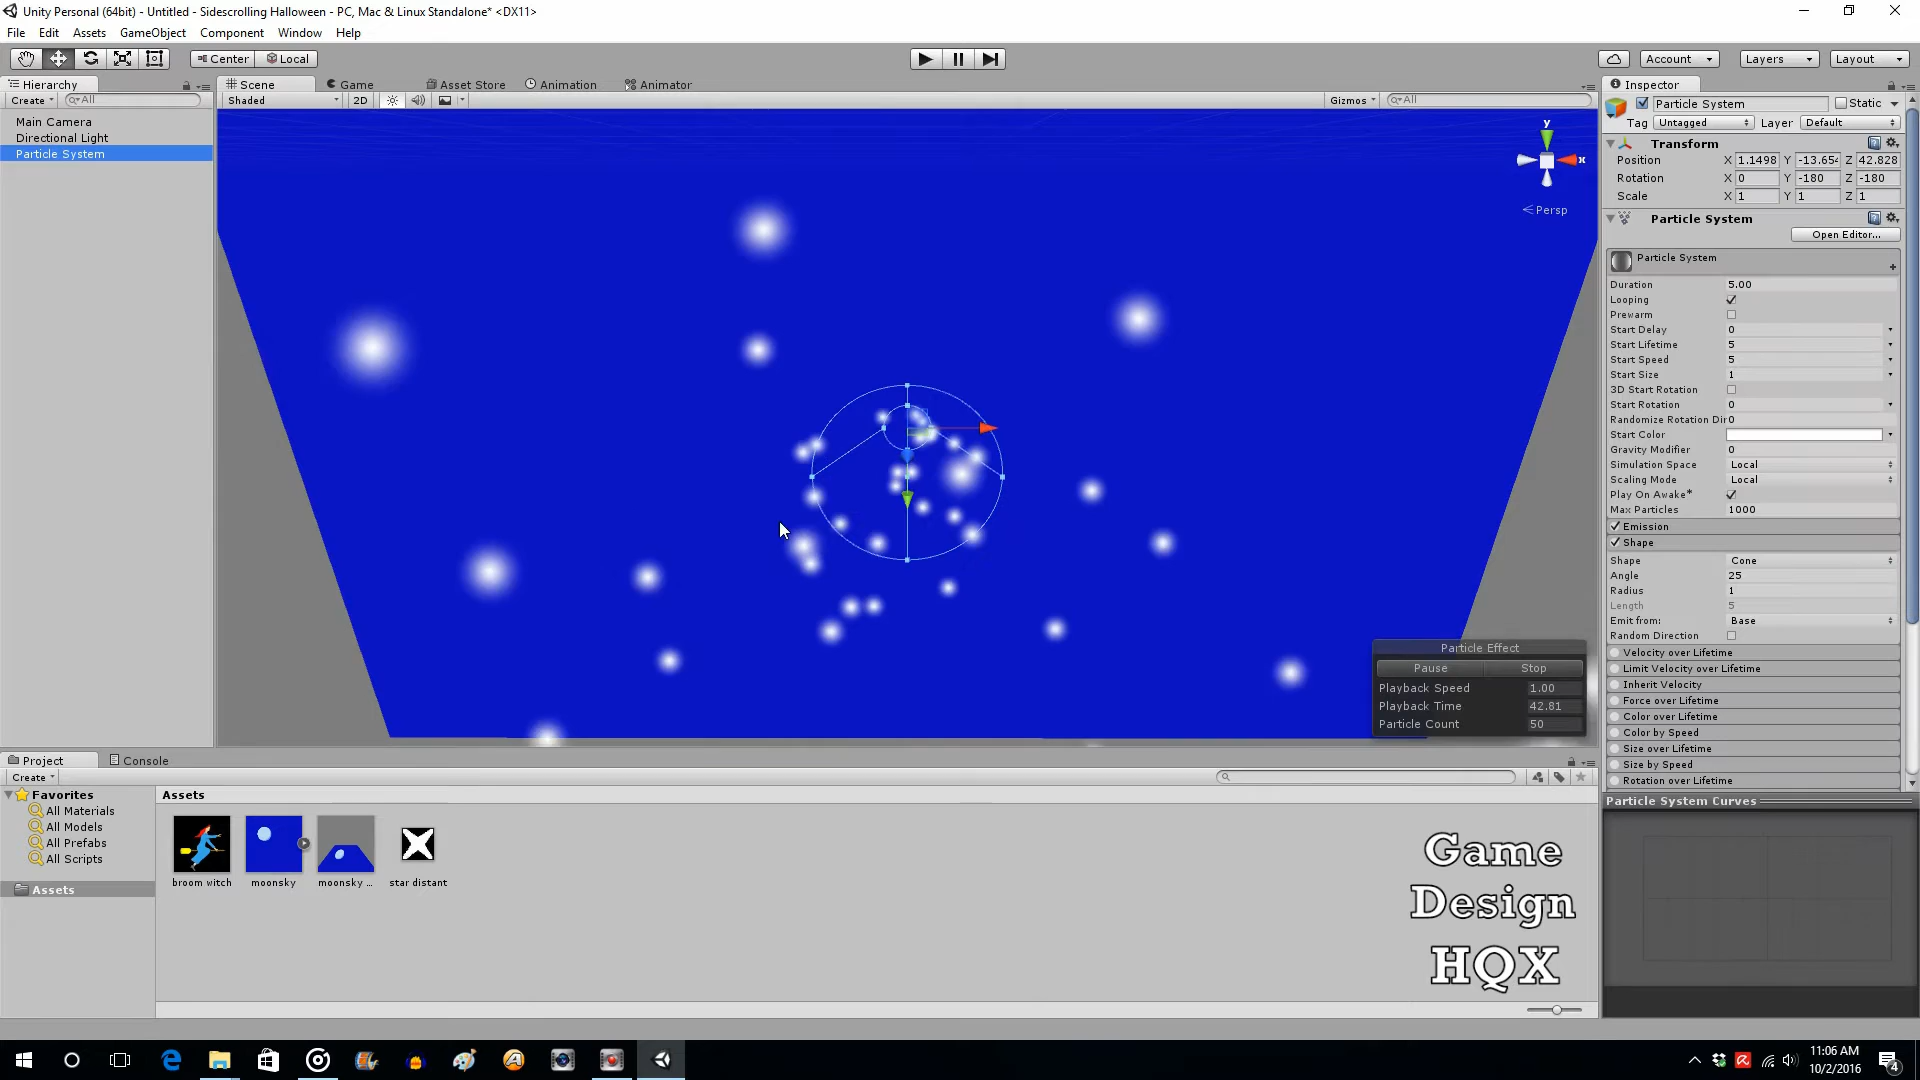 Unity Personal (64bit) - Untitled - Sidescrolling Halloween - PC, Mac & Linux Standalone* <DX11>
File Edit Assets GameObject Component Window Help
Center Local Account Layers Layout
Hierarchy
Create All
Main Camera
Directional Light
Particle System
Scene Game Asset Store Animation Animator
Shaded 2D Gizmos All
y
x
Persp
Particle Effect
Pause Stop
Playback Speed 1.00
Playback Time 42.81
Particle Count 50
Inspector
Particle System Static
Tag Untagged Layer Default
Transform
Position X 1.1498 Y -13.654 Z 42.828
Rotation X 0 Y -180 Z -180
Scale X 1 Y 1 Z 1
Particle System
Open Editor...
Particle System
Duration 5.00
Looping
Prewarm
Start Delay 0
Start Lifetime 5
Start Speed 5
Start Size 1
3D Start Rotation
Start Rotation 0
Randomize Rotation Dir 0
Start Color
Gravity Modifier 0
Simulation Space Local
Scaling Mode Local
Play On Awake*
Max Particles 1000
Emission
Shape
Shape Cone
Angle 25
Radius 1
Length 5
Emit from: Base
Random Direction
Velocity over Lifetime
Limit Velocity over Lifetime
Inherit Velocity
Force over Lifetime
Color over Lifetime
Color by Speed
Size over Lifetime
Size by Speed
Rotation over Lifetime
Particle System Curves
Project Console
Create
Favorites
All Materials
All Models
All Prefabs
All Scripts
Assets
Assets
broom witch moonsky moonsky ... star distant
Game
Design
HQX
11:06 AM
10/2/2016
4